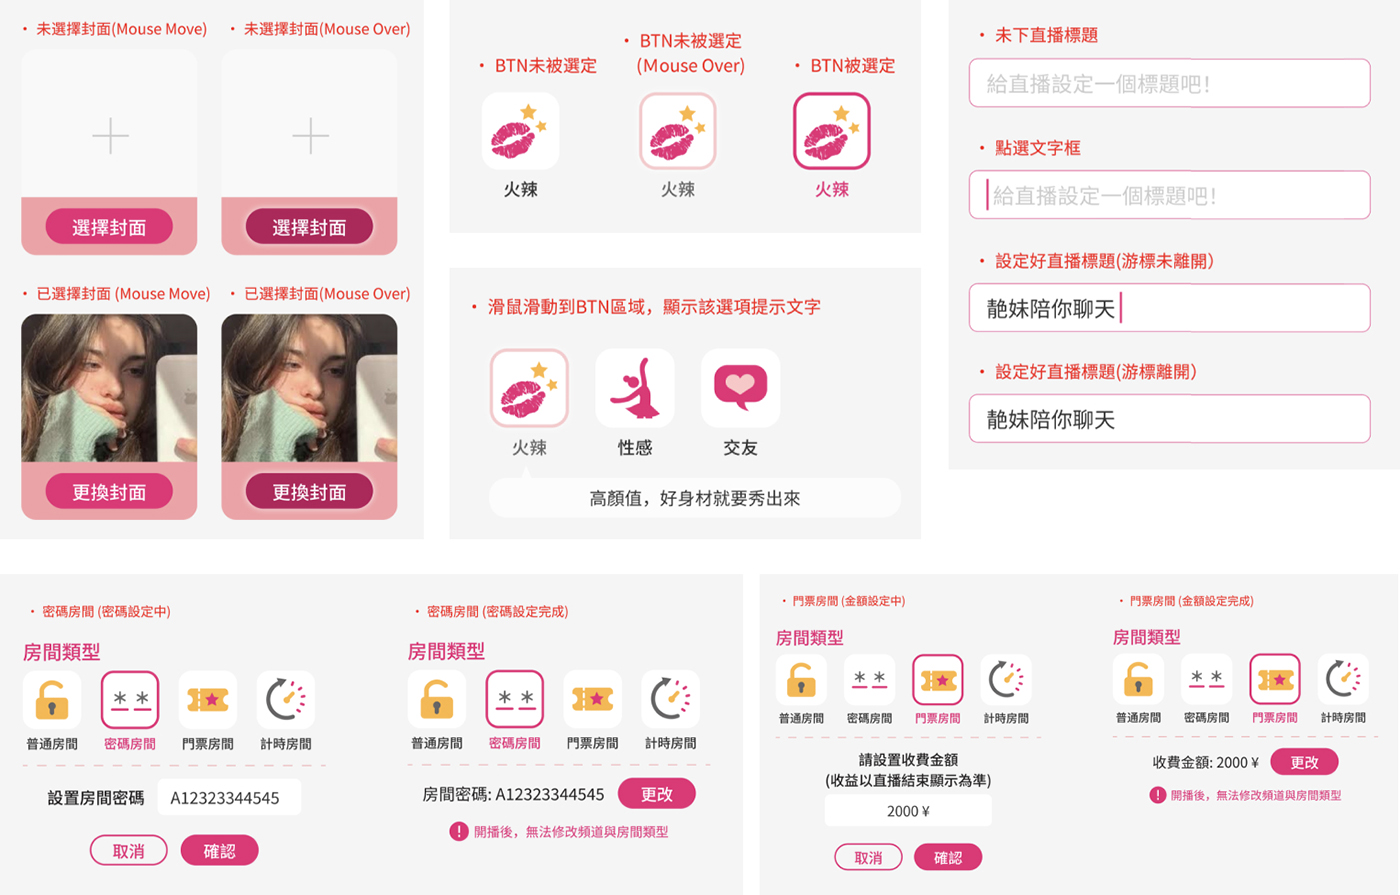 ・ 未選擇封面(Mouse Move)
・ 未選擇封面(Mouse Over)
選擇封面
選擇封面
・ 已選擇封面 (Mouse Move)
・ 已選擇封面(Mouse Over)
更換封面
更換封面
・ BTN未被選定
・ BTN未被選定
(Mouse Over)
・ BTN被選定
火辣
火辣
火辣
・ 滑鼠滑動到BTN區域，顯示該選項提示文字
火辣
性感
交友
高顏值，好身材就要秀出來
・ 未下直播標題
給直播設定一個標題吧!
・ 點選文字框
給直播設定一個標題吧!
・ 設定好直播標題(游標未離開)
艳妹陪你聊天
・ 設定好直播標題(游標離開)
艳妹陪你聊天
・ 密碼房間 (密碼設定中)
房間類型
普通房間
密碼房間
門票房間
計時房間
設置房間密碼
A12323344545
取消
確認
・ 密碼房間 (密碼設定完成)
房間類型
普通房間
密碼房間
門票房間
計時房間
房間密碼: A12323344545
更改
! 開播後，無法修改頻道與房間類型
・ 門票房間 (金額設定中)
房間類型
普通房間
密碼房間
門票房間
計時房間
請設置收費金額
(收益以直播結束顯示為準)
2000 ¥
取消
確認
・ 門票房間 (金額設定完成)
房間類型
普通房間
密碼房間
門票房間
計時房間
收費金額: 2000 ¥
更改
! 開播後，無法修改頻道與房間類型